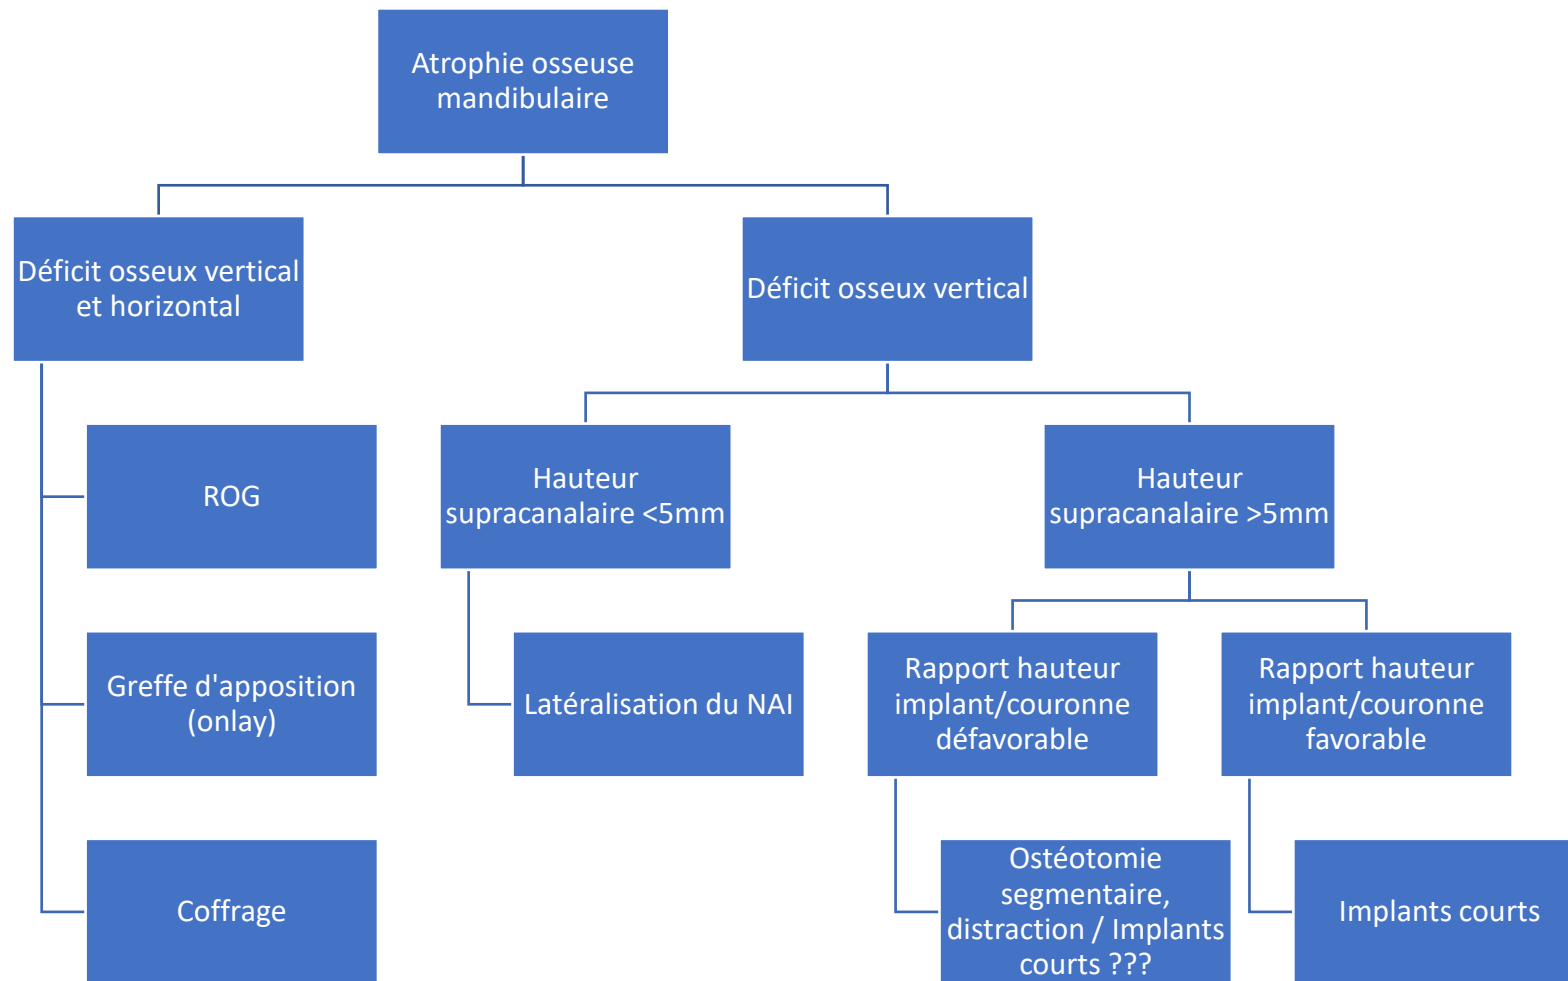 Atrophie osseuse
mandibulaire
Déficit osseux vertical
et horizontal
Déficit osseux vertical
ROG
Hauteur
supracanalaire <5mm
Hauteur
supracanalaire >5mm
Greffe d'apposition
(onlay)
Latéralisation du NAI
Rapport hauteur
implant/couronne
défavorable
Rapport hauteur
implant/couronne
favorable
Coffrage
Ostéotomie
segmentaire,
distraction / Implants
courts ???
Implants courts